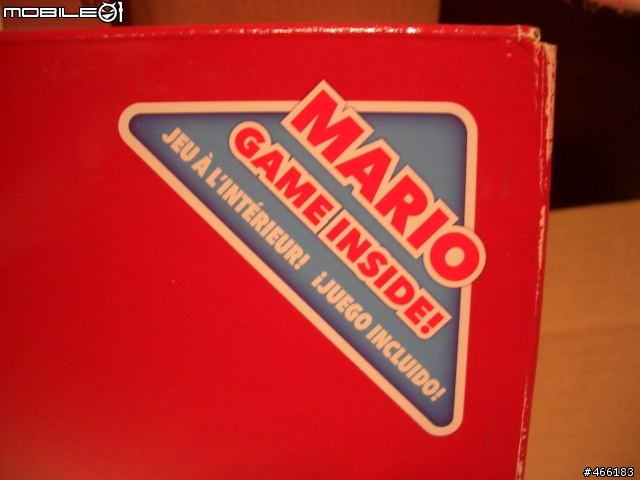 MOBILE01
MARIO
GAME INSIDE!
JEU À L'INTÉRIEUR! ¡JUEGO INCLUIDO!
#466183